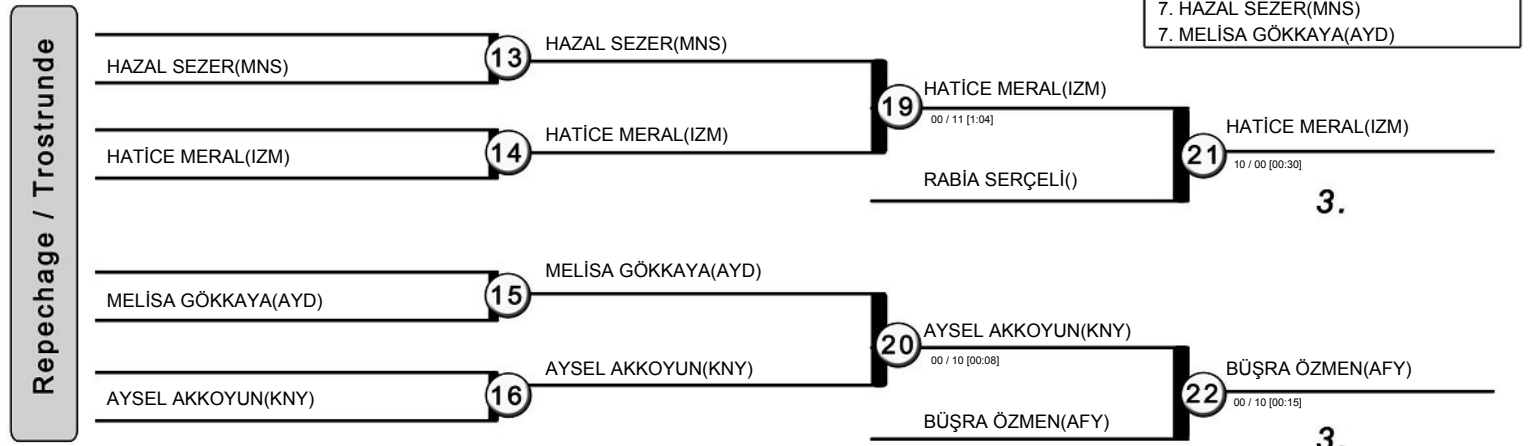 7. HAZAL SEZER(MNS)
7. MELİSA GÖKKAYA(AYD)
Repechage / Trostrunde
HAZAL SEZER(MNS)
13
HAZAL SEZER(MNS)
HATİCE MERAL(IZM)
14
HATİCE MERAL(IZM)
19
HATİCE MERAL(IZM)
00 / 11 [1:04]
RABİA SERÇELİ()
21
HATİCE MERAL(IZM)
10 / 00 [00:30]
3.
MELİSA GÖKKAYA(AYD)
15
MELİSA GÖKKAYA(AYD)
AYSEL AKKOYUN(KNY)
16
AYSEL AKKOYUN(KNY)
20
AYSEL AKKOYUN(KNY)
00 / 10 [00:08]
BÜŞRA ÖZMEN(AFY)
22
BÜŞRA ÖZMEN(AFY)
00 / 10 [00:15]
3.